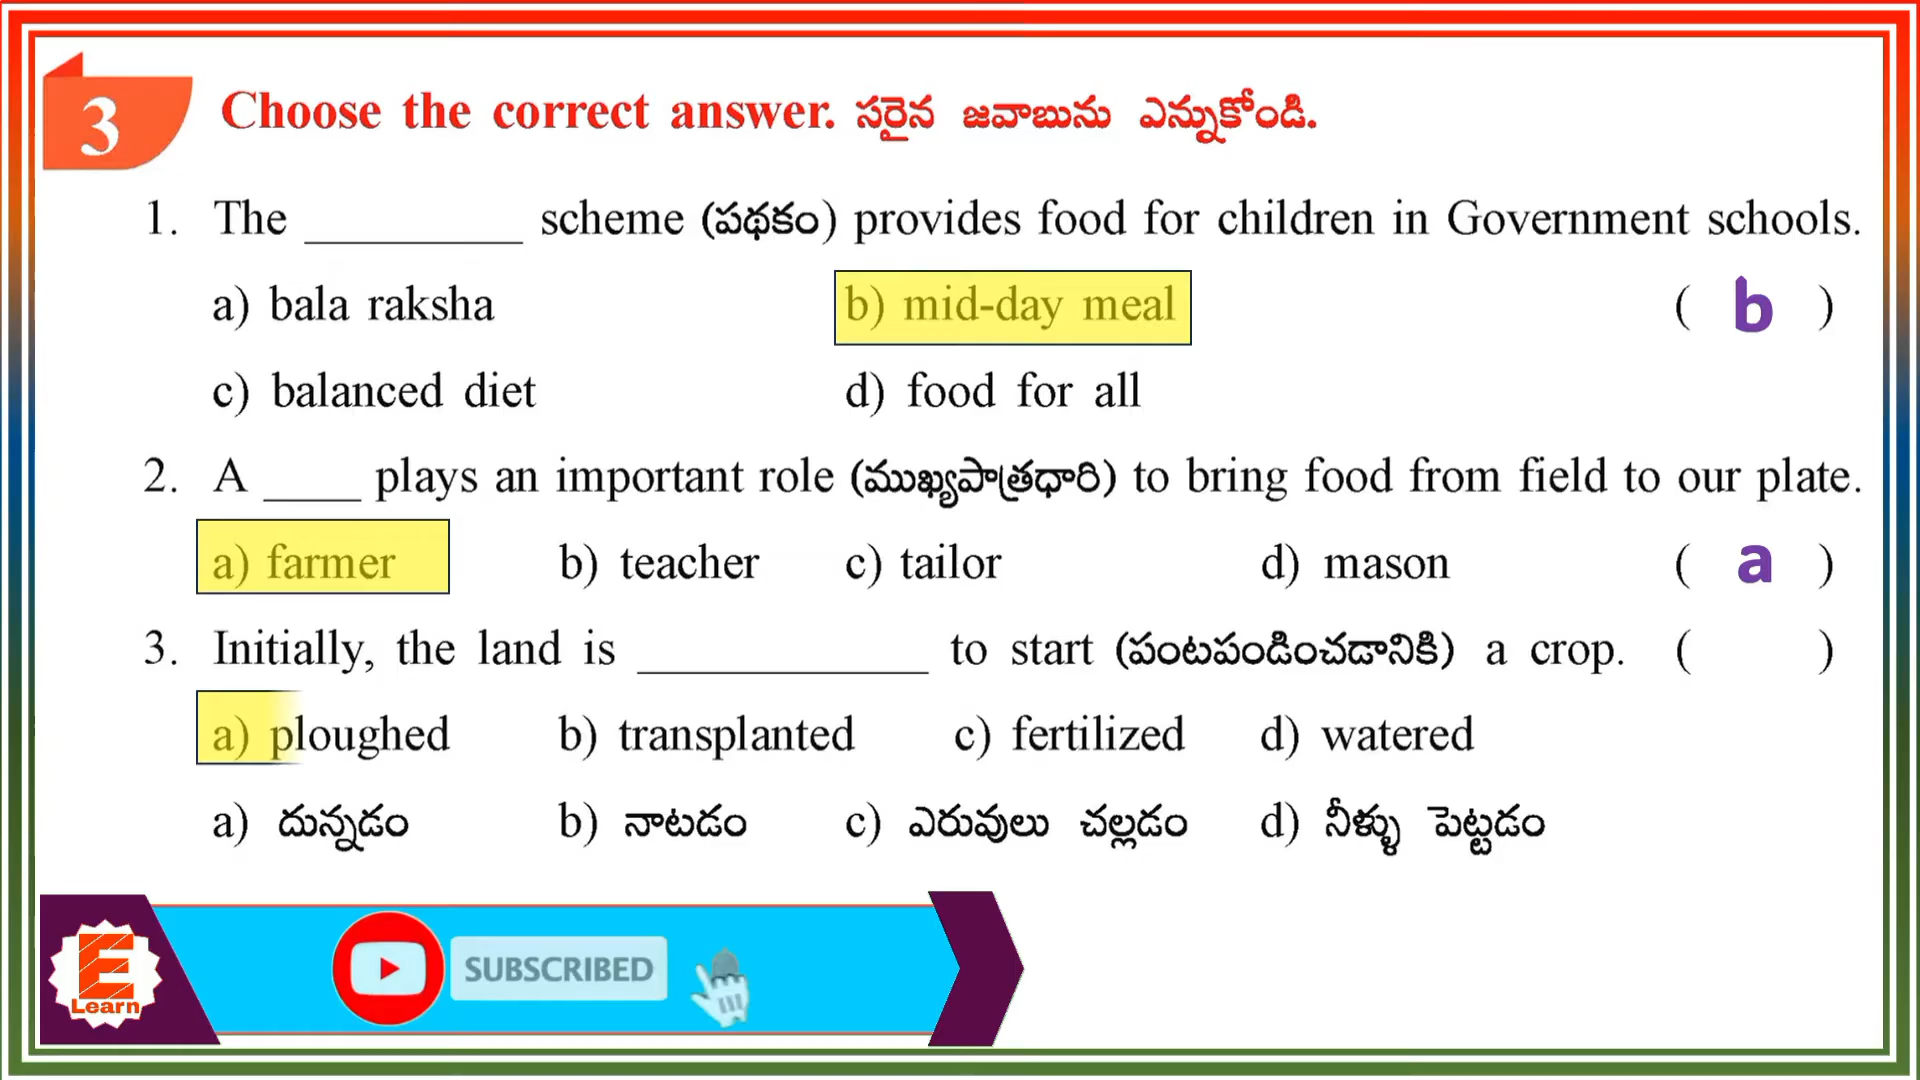 3 Choose the correct answer. సరైన జవాబును ఎన్నుకోండి.
1. The _________ scheme (పథకం) provides food for children in Government schools.
a) bala raksha b) mid-day meal ( b )
c) balanced diet d) food for all
2. A ____ plays an important role (ముఖ్యపాత్రధారి) to bring food from field to our plate.
a) farmer b) teacher c) tailor d) mason ( a )
3. Initially, the land is ____________ to start (పంటపండించడానికి) a crop. ( )
a) ploughed b) transplanted c) fertilized d) watered
a) దున్నడం b) నాటడం c) ఎరువులు చల్లడం d) నీళ్ళు పెట్టడం
E
Learn
SUBSCRIBED